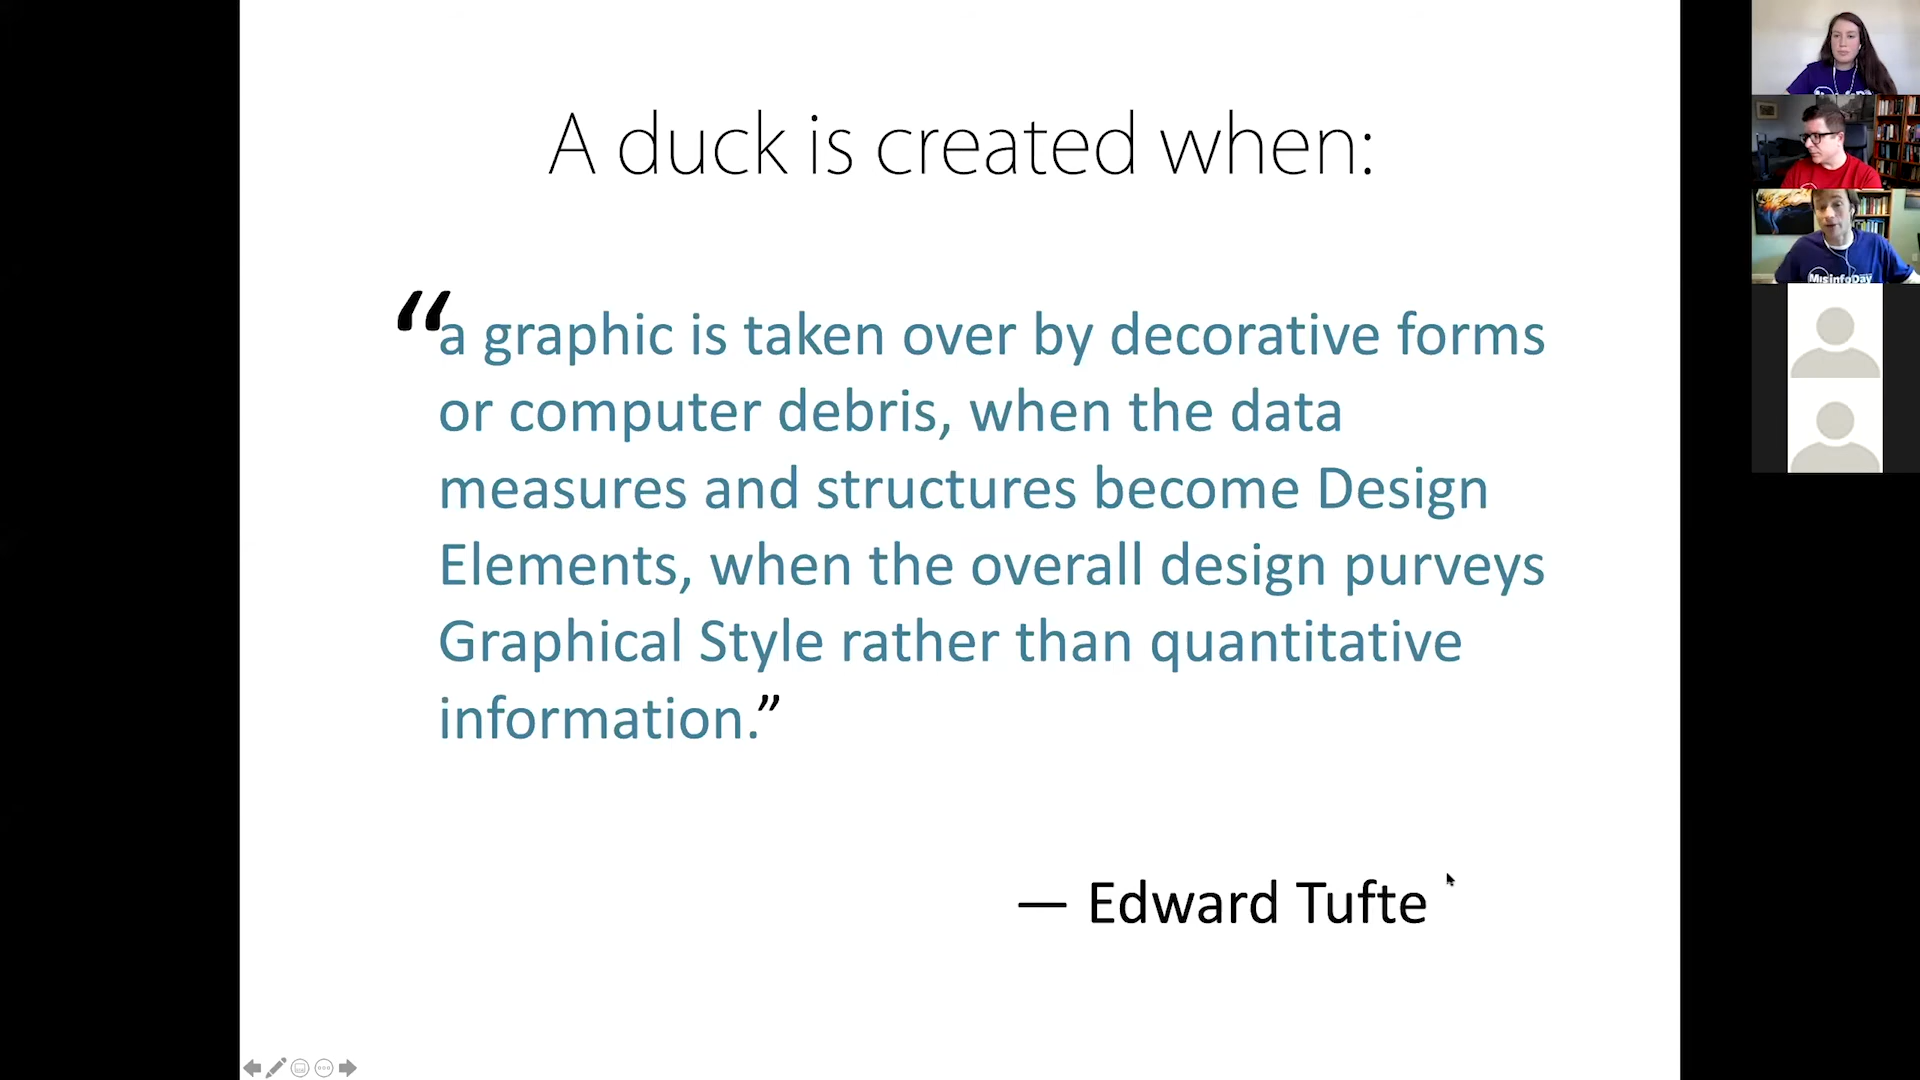 A duck is created when:
“a graphic is taken over by decorative forms
or computer debris, when the data
measures and structures become Design
Elements, when the overall design purveys
Graphical Style rather than quantitative
information.”
— Edward Tufte
MisinfoDay